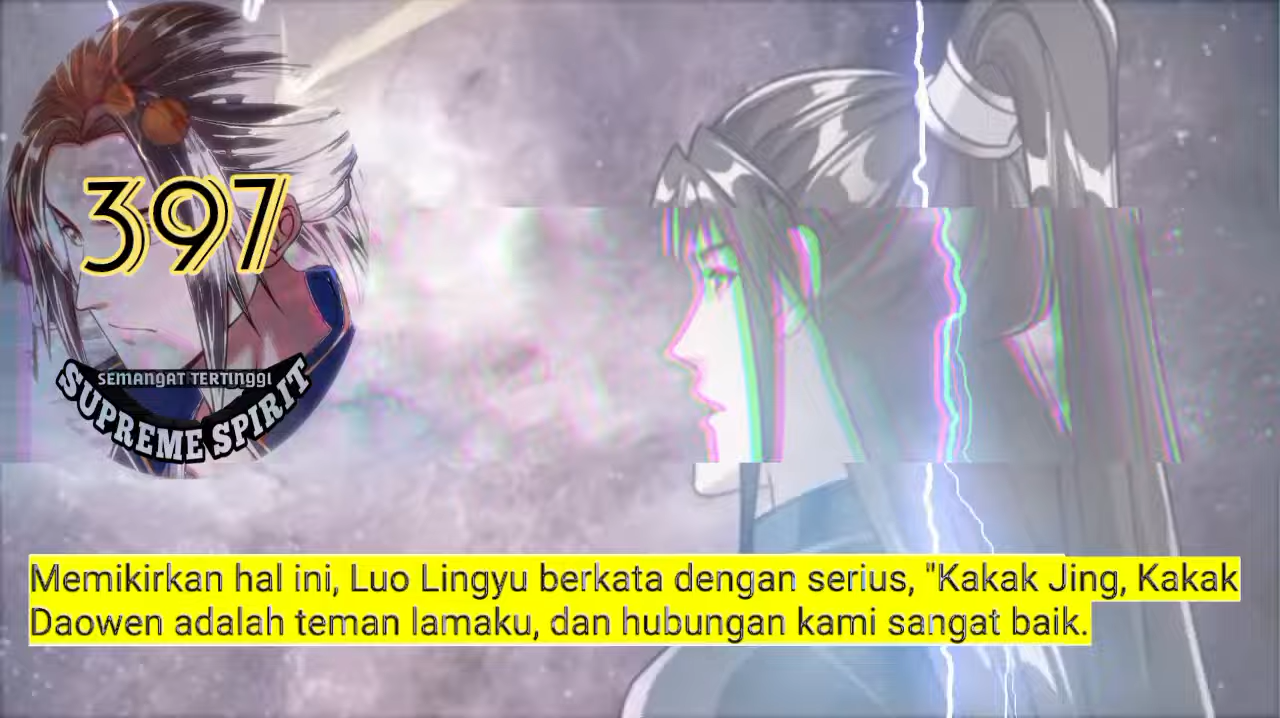 397
SEMANGAT TERTINGGI
SUPREME SPIRIT
Memikirkan hal ini, Luo Lingyu berkata dengan serius, "Kakak Jing, Kakak
Daowen adalah teman lamaku, dan hubungan kami sangat baik.